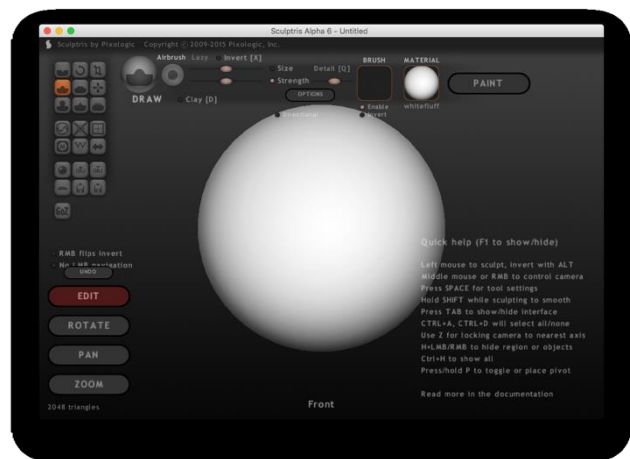 Sculptris Alpha 6 - Untitled
Sculptris by Pixologic Copyright © 2009-2015 Pixologic, Inc.
Airbrush Lazy Invert [X]
BRUSH MATERIAL
Size Detail [Q]
Strength
PAINT
OPTIONS
DRAW Clay [D]
Enable whitefluff
Directional Invert
GoZ
Quick help (F1 to show/hide)
RMB flips invert
No LMB navigation
UNDO
Left mouse to sculpt, invert with ALT
Middle mouse or RMB to control camera
Press SPACE for tool settings
Hold SHIFT while sculpting to smooth
Press TAB to show/hide interface
CTRL+A, CTRL+D will select all/none
Use Z for locking camera to nearest axis
H+LMB/RMB to hide region or objects
Ctrl+H to show all
Press/hold P to toggle or place pivot
Read more in the documentation
EDIT
ROTATE
PAN
ZOOM
2048 triangles
Front